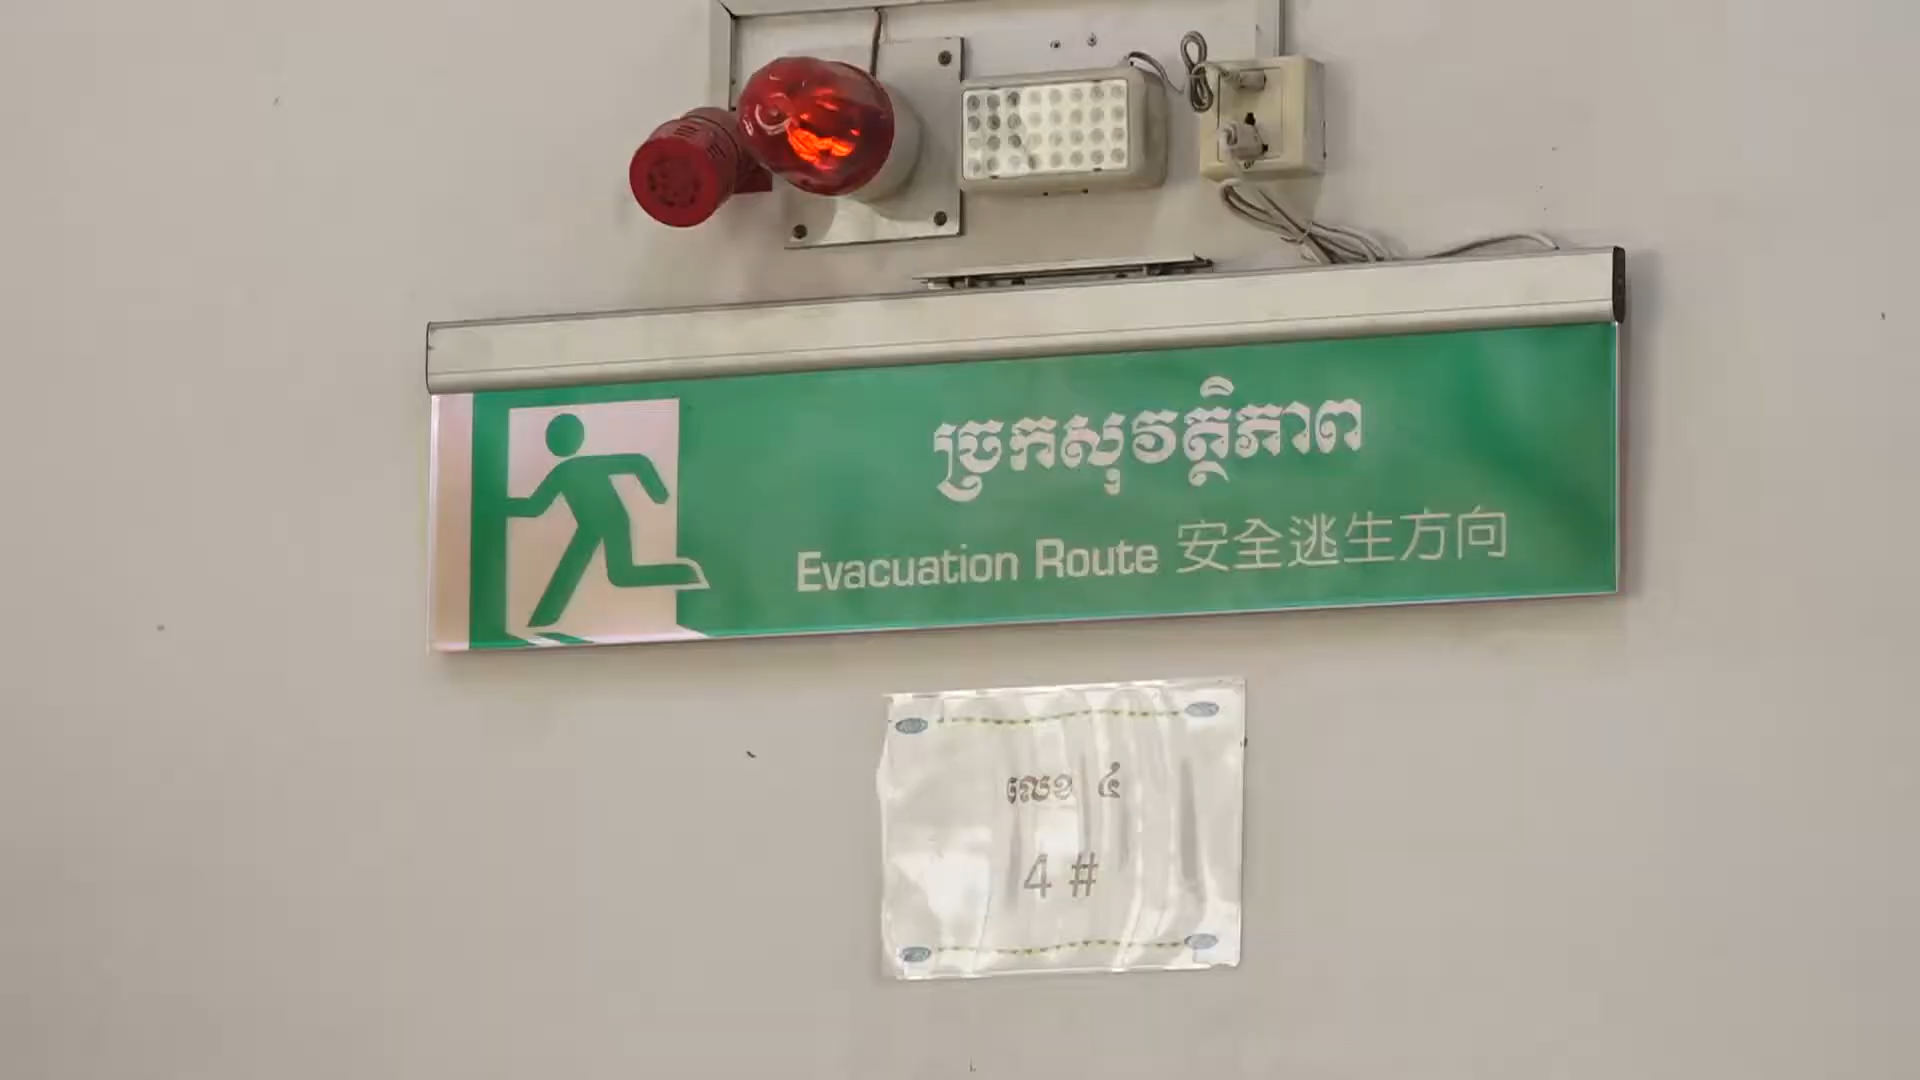 ច្រកសុវត្ថិភាព
Evacuation Route 安全逃生方向
លេខ ៤
4 #